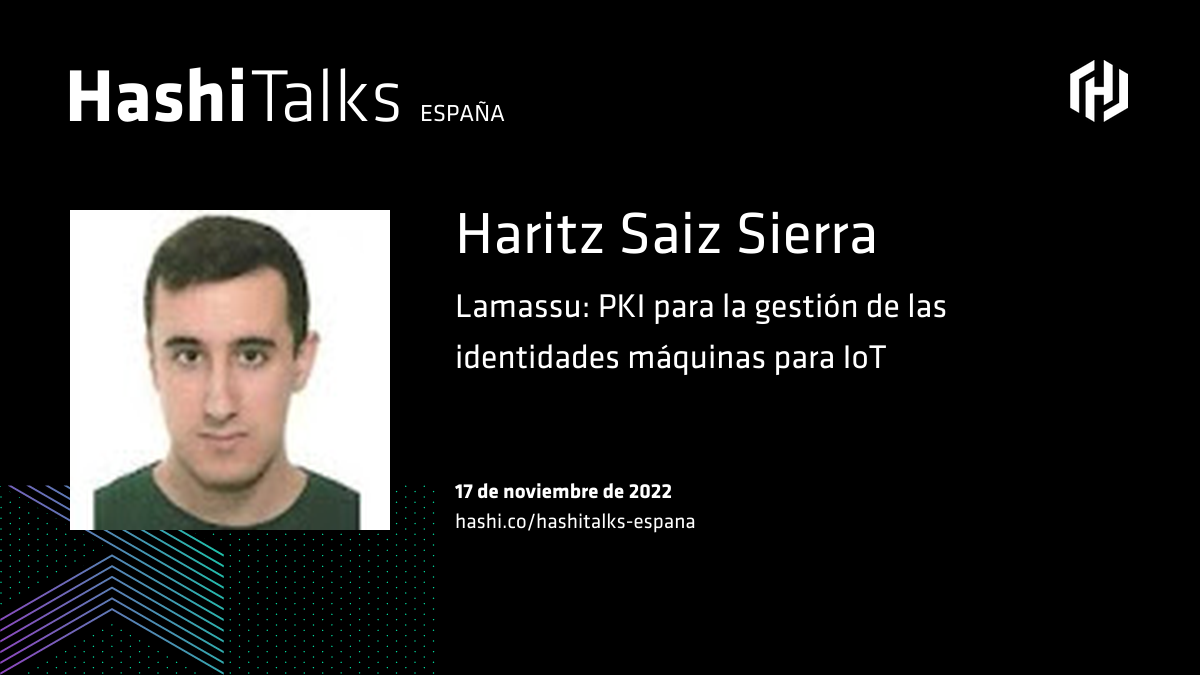 HashiTalks ESPAÑA
Haritz Saiz Sierra
Lamassu: PKI para la gestión de las
identidades máquinas para IoT
17 de noviembre de 2022
hashi.co/hashitalks-espana